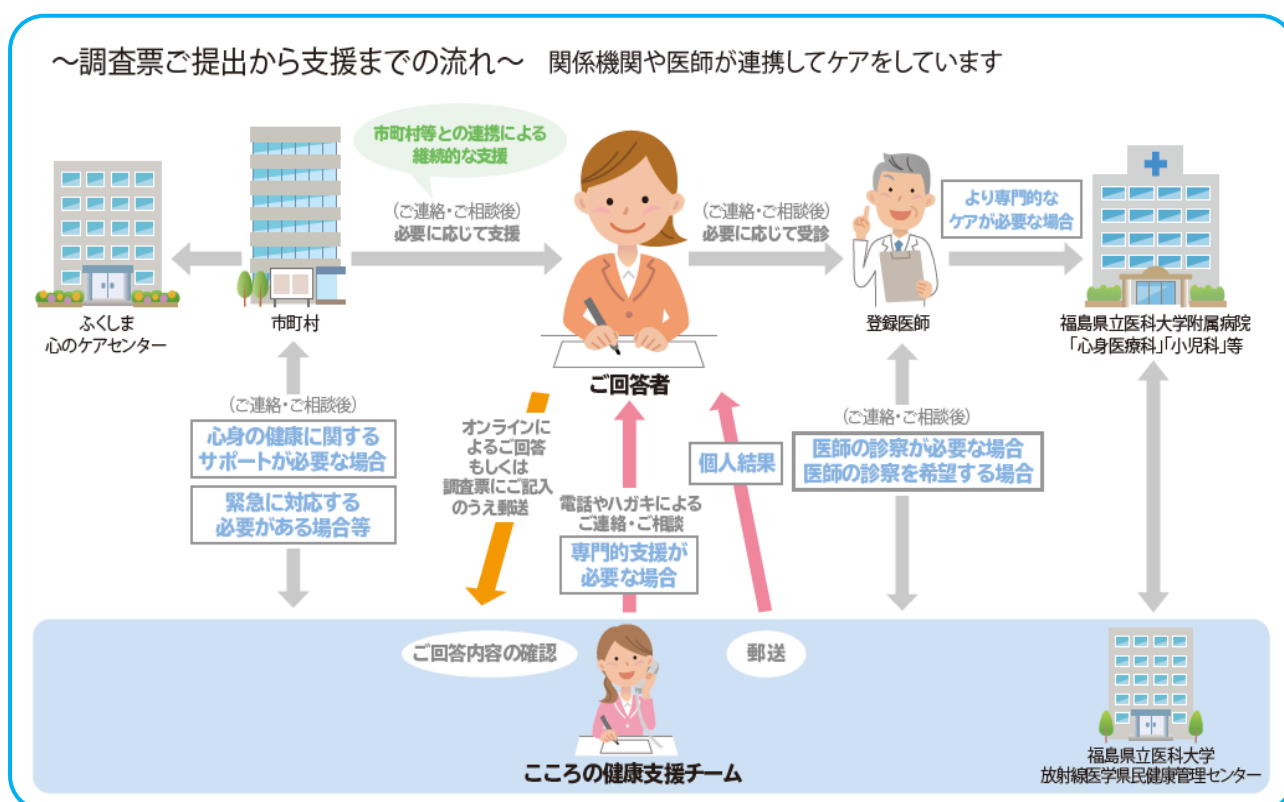 ～調査票ご提出から支援までの流れ～ 関係機関や医師が連携してケアをしています
市町村等との連携による
継続的な支援
(ご連絡・ご相談後)
必要に応じて支援
(ご連絡・ご相談後)
必要に応じて受診
より専門的な
ケアが必要な場合
ふくしま
心のケアセンター
市町村
ご回答者
登録医師
福島県立医科大学附属病院
「心身医療科」「小児科」等
(ご連絡・ご相談後)
心身の健康に関する
サポートが必要な場合
緊急に対応する
必要がある場合等
オンラインに
よるご回答
もしくは
調査票にご記入
のうえ郵送
電話やハガキによる
ご連絡・ご相談
専門的支援が
必要な場合
個人結果
(ご連絡・ご相談後)
医師の診察が必要な場合
医師の診察を希望する場合
ご回答内容の確認
郵送
こころの健康支援チーム
福島県立医科大学
放射線医学県民健康管理センター